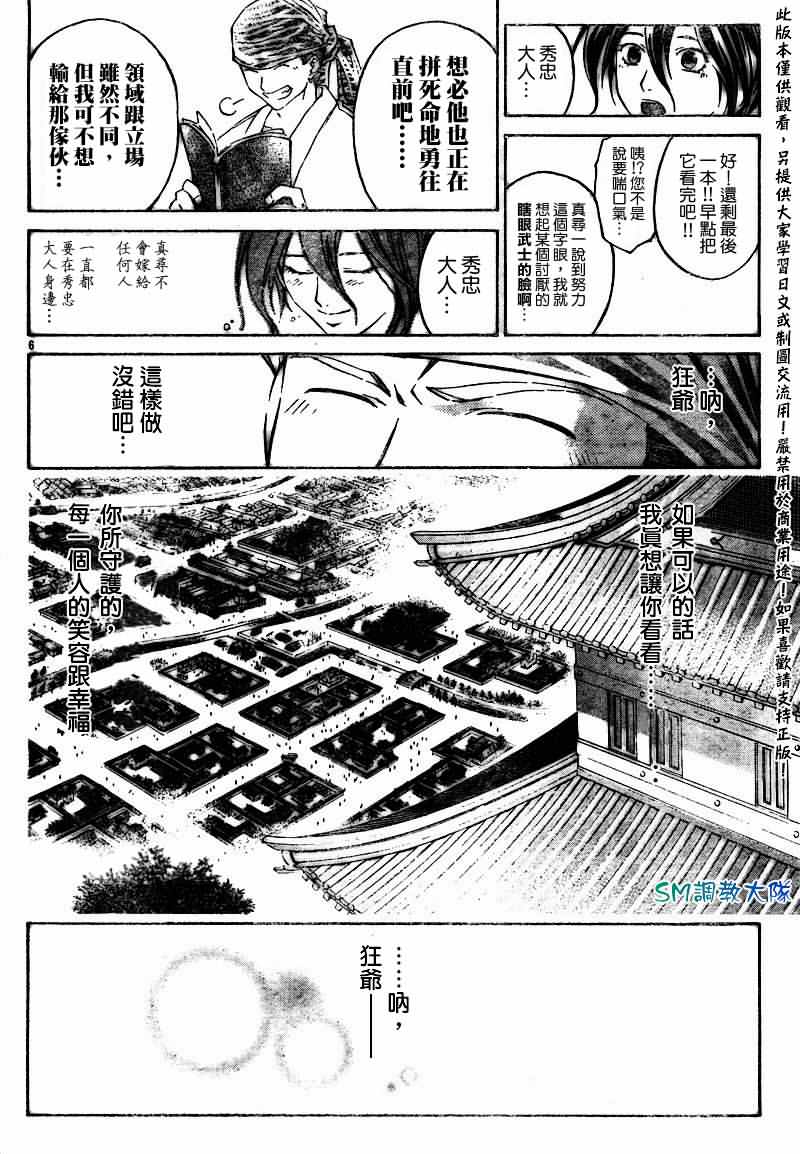 秀忠
大人…
好！還剩最後
一本!!早點把
它看完吧!!
咦!?您不是
說要喘口氣…
真尋一說到努力
這個字眼，我就
想起某個討厭的
瞎眼武士的臉啊…
想必他也正在
拼死命地勇往
直前吧……
領域跟立場
雖然不同，
但我可不想
輸給那傢伙…
秀忠
大人…
真尋不
會嫁給
任何人
一直都
要在秀忠
大人身邊…
6
…吶，
狂爺
這樣做
沒錯吧…
如果可以的話
我真想讓你看看……
你所守護的，
每一個人的笑容跟幸福
SM調教大隊
……吶，
狂爺——
此版本僅供觀看，另提供大家學習日文或制圖交流用！嚴禁用於商業用途！如果喜歡請支持正版！